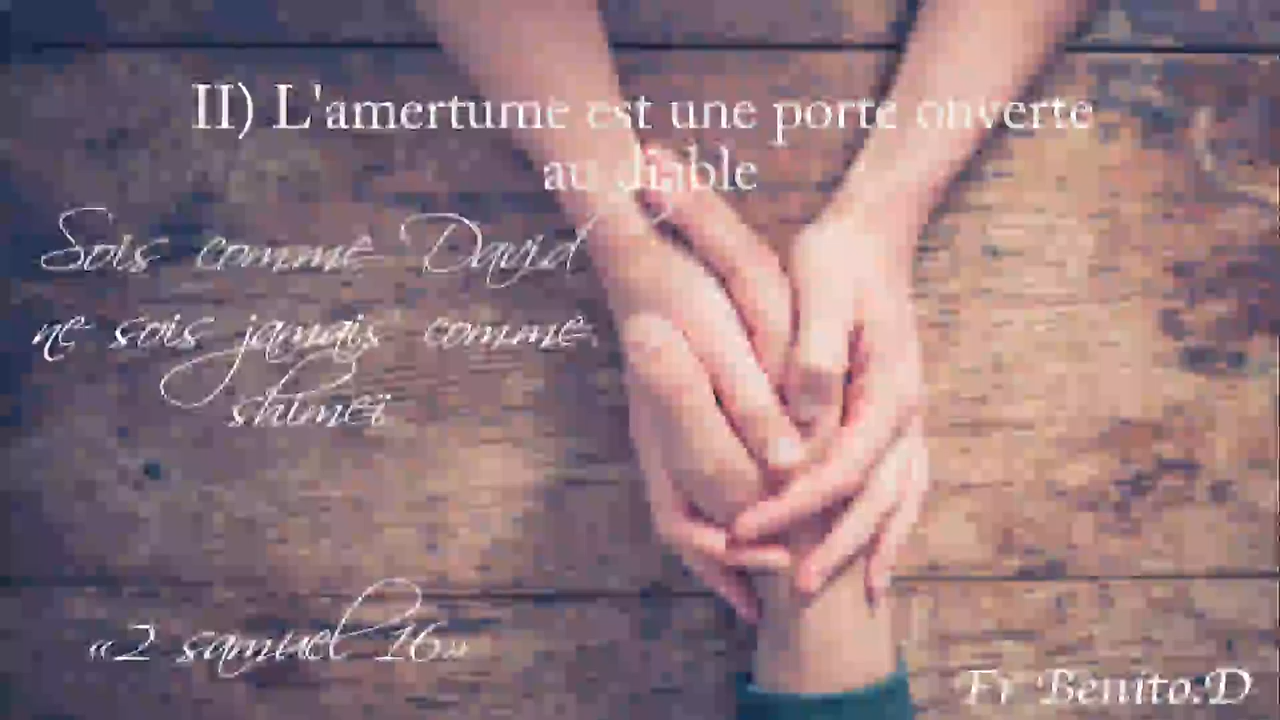 II) L'amertume est une porte ouverte
au diable
Sois comme David
ne sois jamais comme
shimeï
«2 samuel 16»
Fr Benito.D